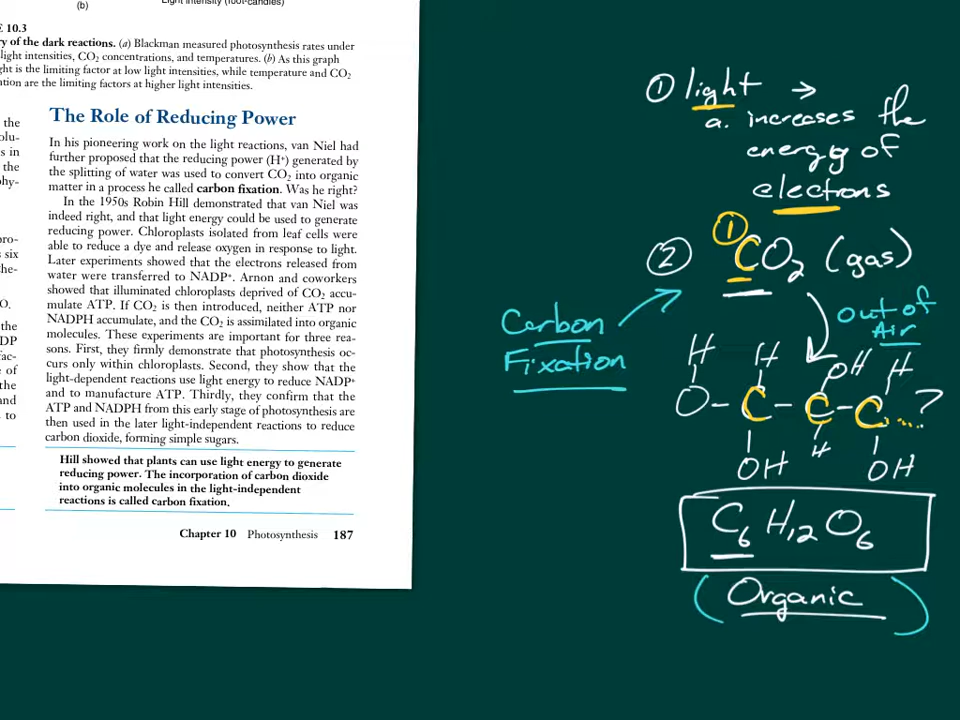 (b)
Light intensity (foot-candles)
E 10.3
ry of the dark reactions. (a) Blackman measured photosynthesis rates under
light intensities, CO2 concentrations, and temperatures. (b) As this graph
ght is the limiting factor at low light intensities, while temperature and CO2
ation are the limiting factors at higher light intensities.
the
olu-
s in
the
phy-
pro-
s six
Che-
O.
the
DP
fac-
e of
the
and
to
The Role of Reducing Power
In his pioneering work on the light reactions, van Niel had
further proposed that the reducing power (H+) generated by
the splitting of water was used to convert CO2 into organic
matter in a process he called carbon fixation. Was he right?
In the 1950s Robin Hill demonstrated that van Niel was
indeed right, and that light energy could be used to generate
reducing power. Chloroplasts isolated from leaf cells were
able to reduce a dye and release oxygen in response to light.
Later experiments showed that the electrons released from
water were transferred to NADP+. Arnon and coworkers
showed that illuminated chloroplasts deprived of CO2 accu-
mulate ATP. If CO2 is then introduced, neither ATP nor
NADPH accumulate, and the CO2 is assimilated into organic
molecules. These experiments are important for three rea-
sons. First, they firmly demonstrate that photosynthesis oc-
curs only within chloroplasts. Second, they show that the
light-dependent reactions use light energy to reduce NADP+
and to manufacture ATP. Thirdly, they confirm that the
ATP and NADPH from this early stage of photosynthesis are
then used in the later light-independent reactions to reduce
carbon dioxide, forming simple sugars.
Hill showed that plants can use light energy to generate
reducing power. The incorporation of carbon dioxide
into organic molecules in the light-independent
reactions is called carbon fixation.
Chapter 10 Photosynthesis 187
① light →
a. increases the
energy of
electrons
①
② CO2 (gas)
Carbon
Fixation
out of
Air
H H OH H
O-C-C-C...?
OH H OH
C6H12O6
(Organic)